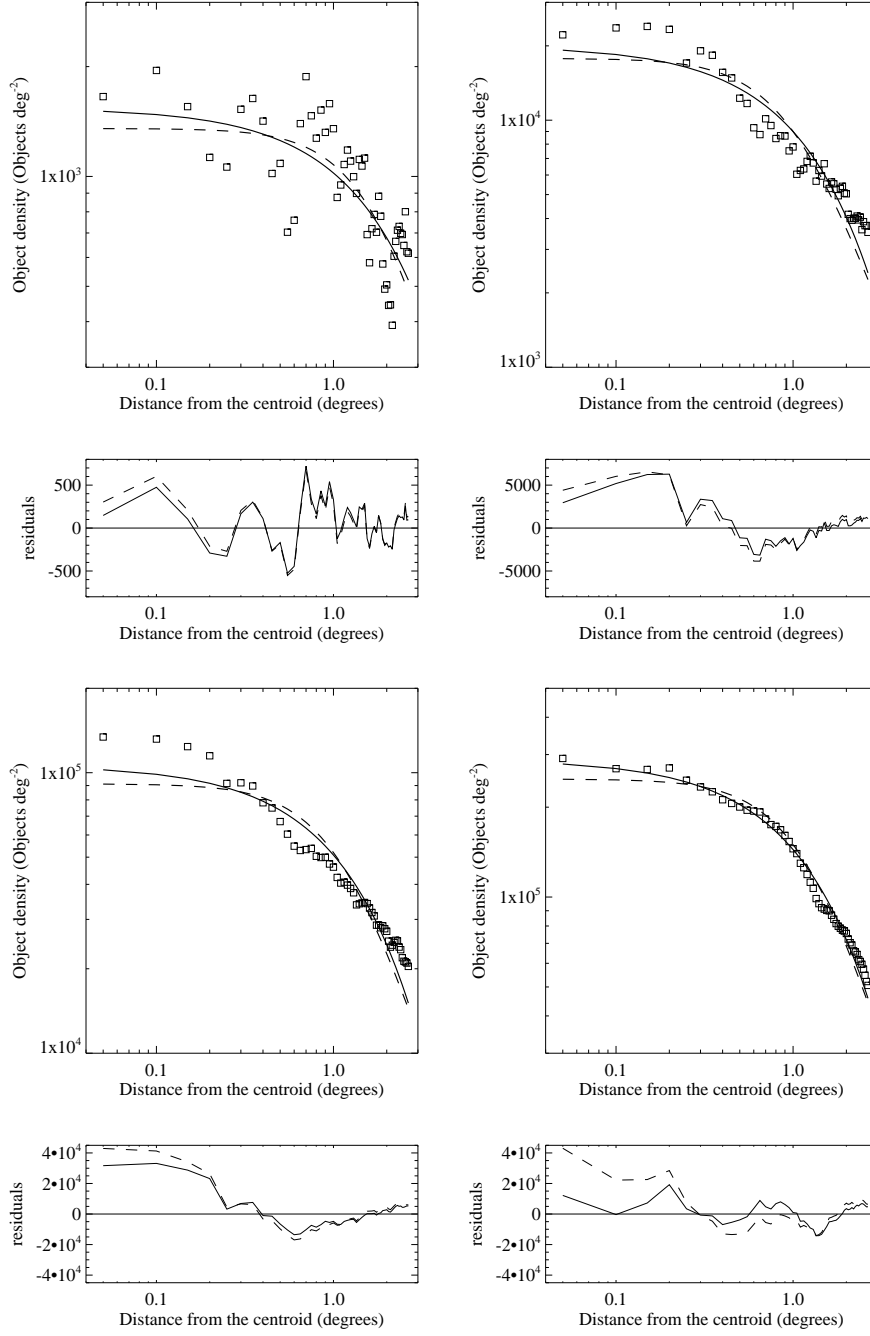 Object density (Objects deg⁻²)
1x10³
0.1 1.0
Distance from the centroid (degrees)
Object density (Objects deg⁻²)
1x10⁴
1x10³
0.1 1.0
Distance from the centroid (degrees)
residuals
500
0
-500
0.1 1.0
Distance from the centroid (degrees)
residuals
5000
0
-5000
0.1 1.0
Distance from the centroid (degrees)
Object density (Objects deg⁻²)
1x10⁵
1x10⁴
0.1 1.0
Distance from the centroid (degrees)
Object density (Objects deg⁻²)
1x10⁵
0.1 1.0
Distance from the centroid (degrees)
residuals
4•10⁴
2•10⁴
0
-2•10⁴
-4•10⁴
0.1 1.0
Distance from the centroid (degrees)
residuals
4•10⁴
2•10⁴
0
-2•10⁴
-4•10⁴
0.1 1.0
Distance from the centroid (degrees)